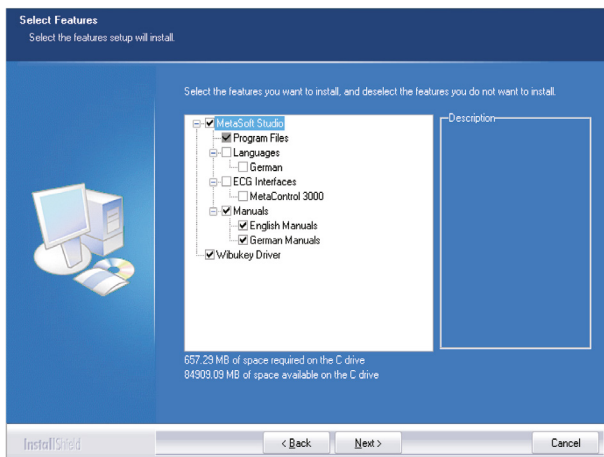 Select Features
Select the features setup will install.
Select the features you want to install, and deselect the features you do not want to install.
MetaSoft Studio
Program Files
Languages
German
ECG Interfaces
MetaControl 3000
Manuals
English Manuals
German Manuals
Wibukey Driver
Description
657.29 MB of space required on the C drive
84909.09 MB of space available on the C drive
InstallShield
< Back
Next >
Cancel